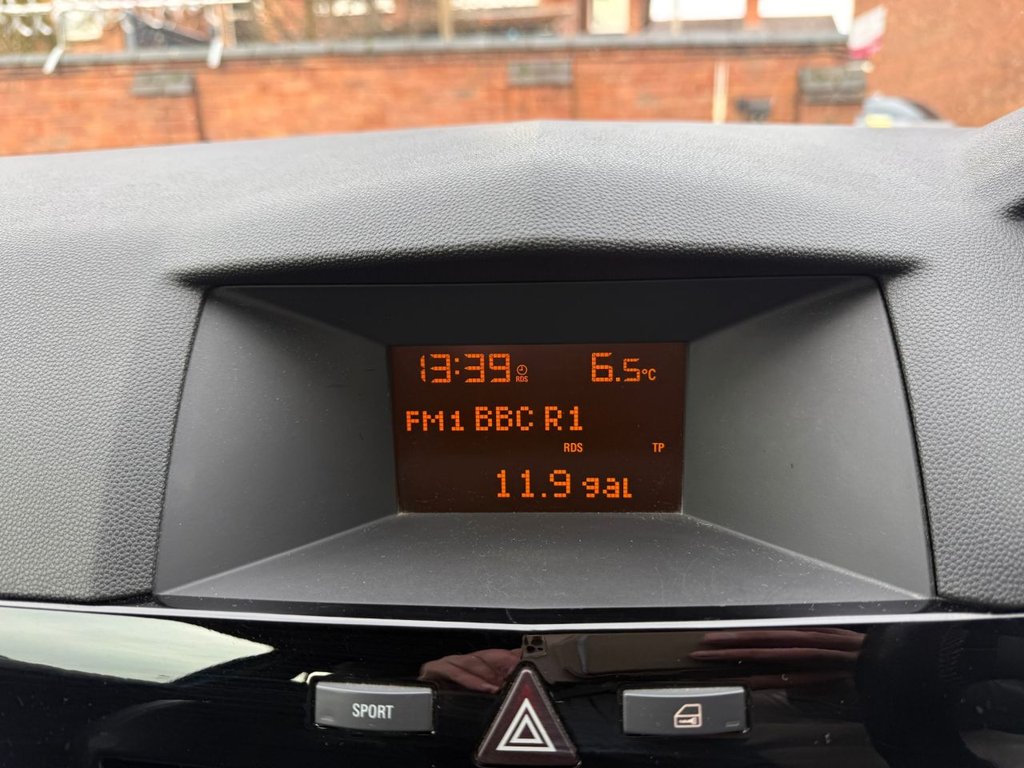 13:39 RDS 6.5°C
FM1 BBC R1
RDS TP
11.9 gal
SPORT